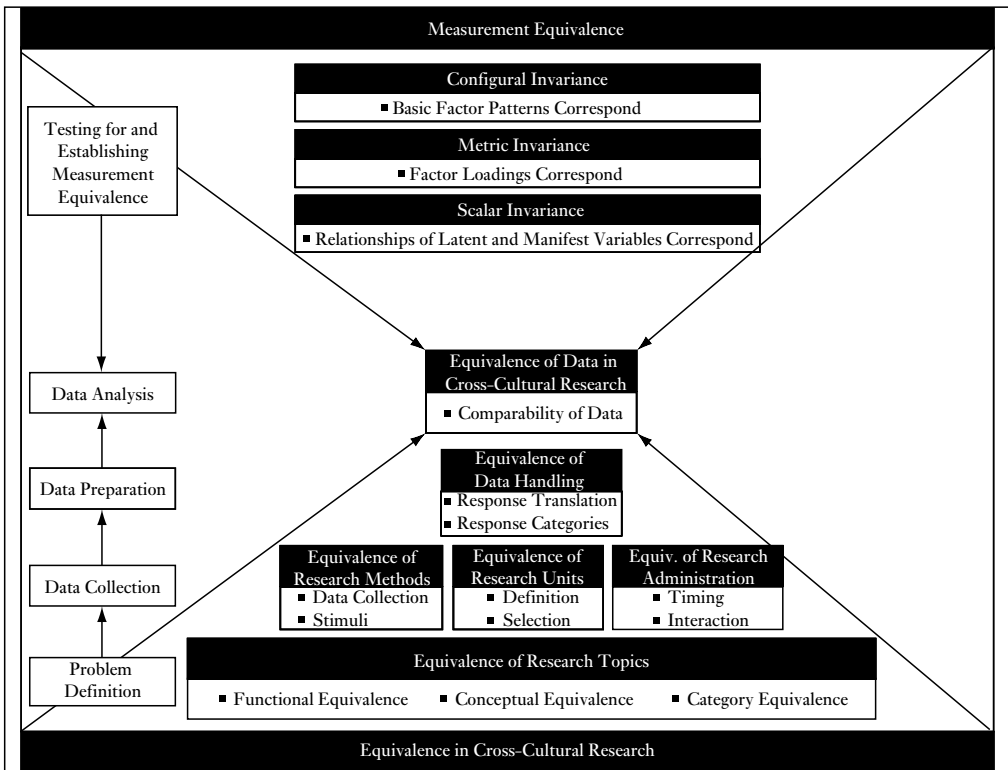 Measurement Equivalence
Configural Invariance
▪ Basic Factor Patterns Correspond
Metric Invariance
▪ Factor Loadings Correspond
Scalar Invariance
▪ Relationships of Latent and Manifest Variables Correspond
Testing for and
Establishing
Measurement
Equivalence
Data Analysis
Data Preparation
Data Collection
Problem
Definition
Equivalence of Data in
Cross-Cultural Research
▪ Comparability of Data
Equivalence of
Data Handling
▪ Response Translation
▪ Response Categories
Equivalence of
Research Methods
▪ Data Collection
▪ Stimuli
Equivalence of
Research Units
▪ Definition
▪ Selection
Equiv. of Research
Administration
▪ Timing
▪ Interaction
Equivalence of Research Topics
▪ Functional Equivalence ▪ Conceptual Equivalence ▪ Category Equivalence
Equivalence in Cross-Cultural Research